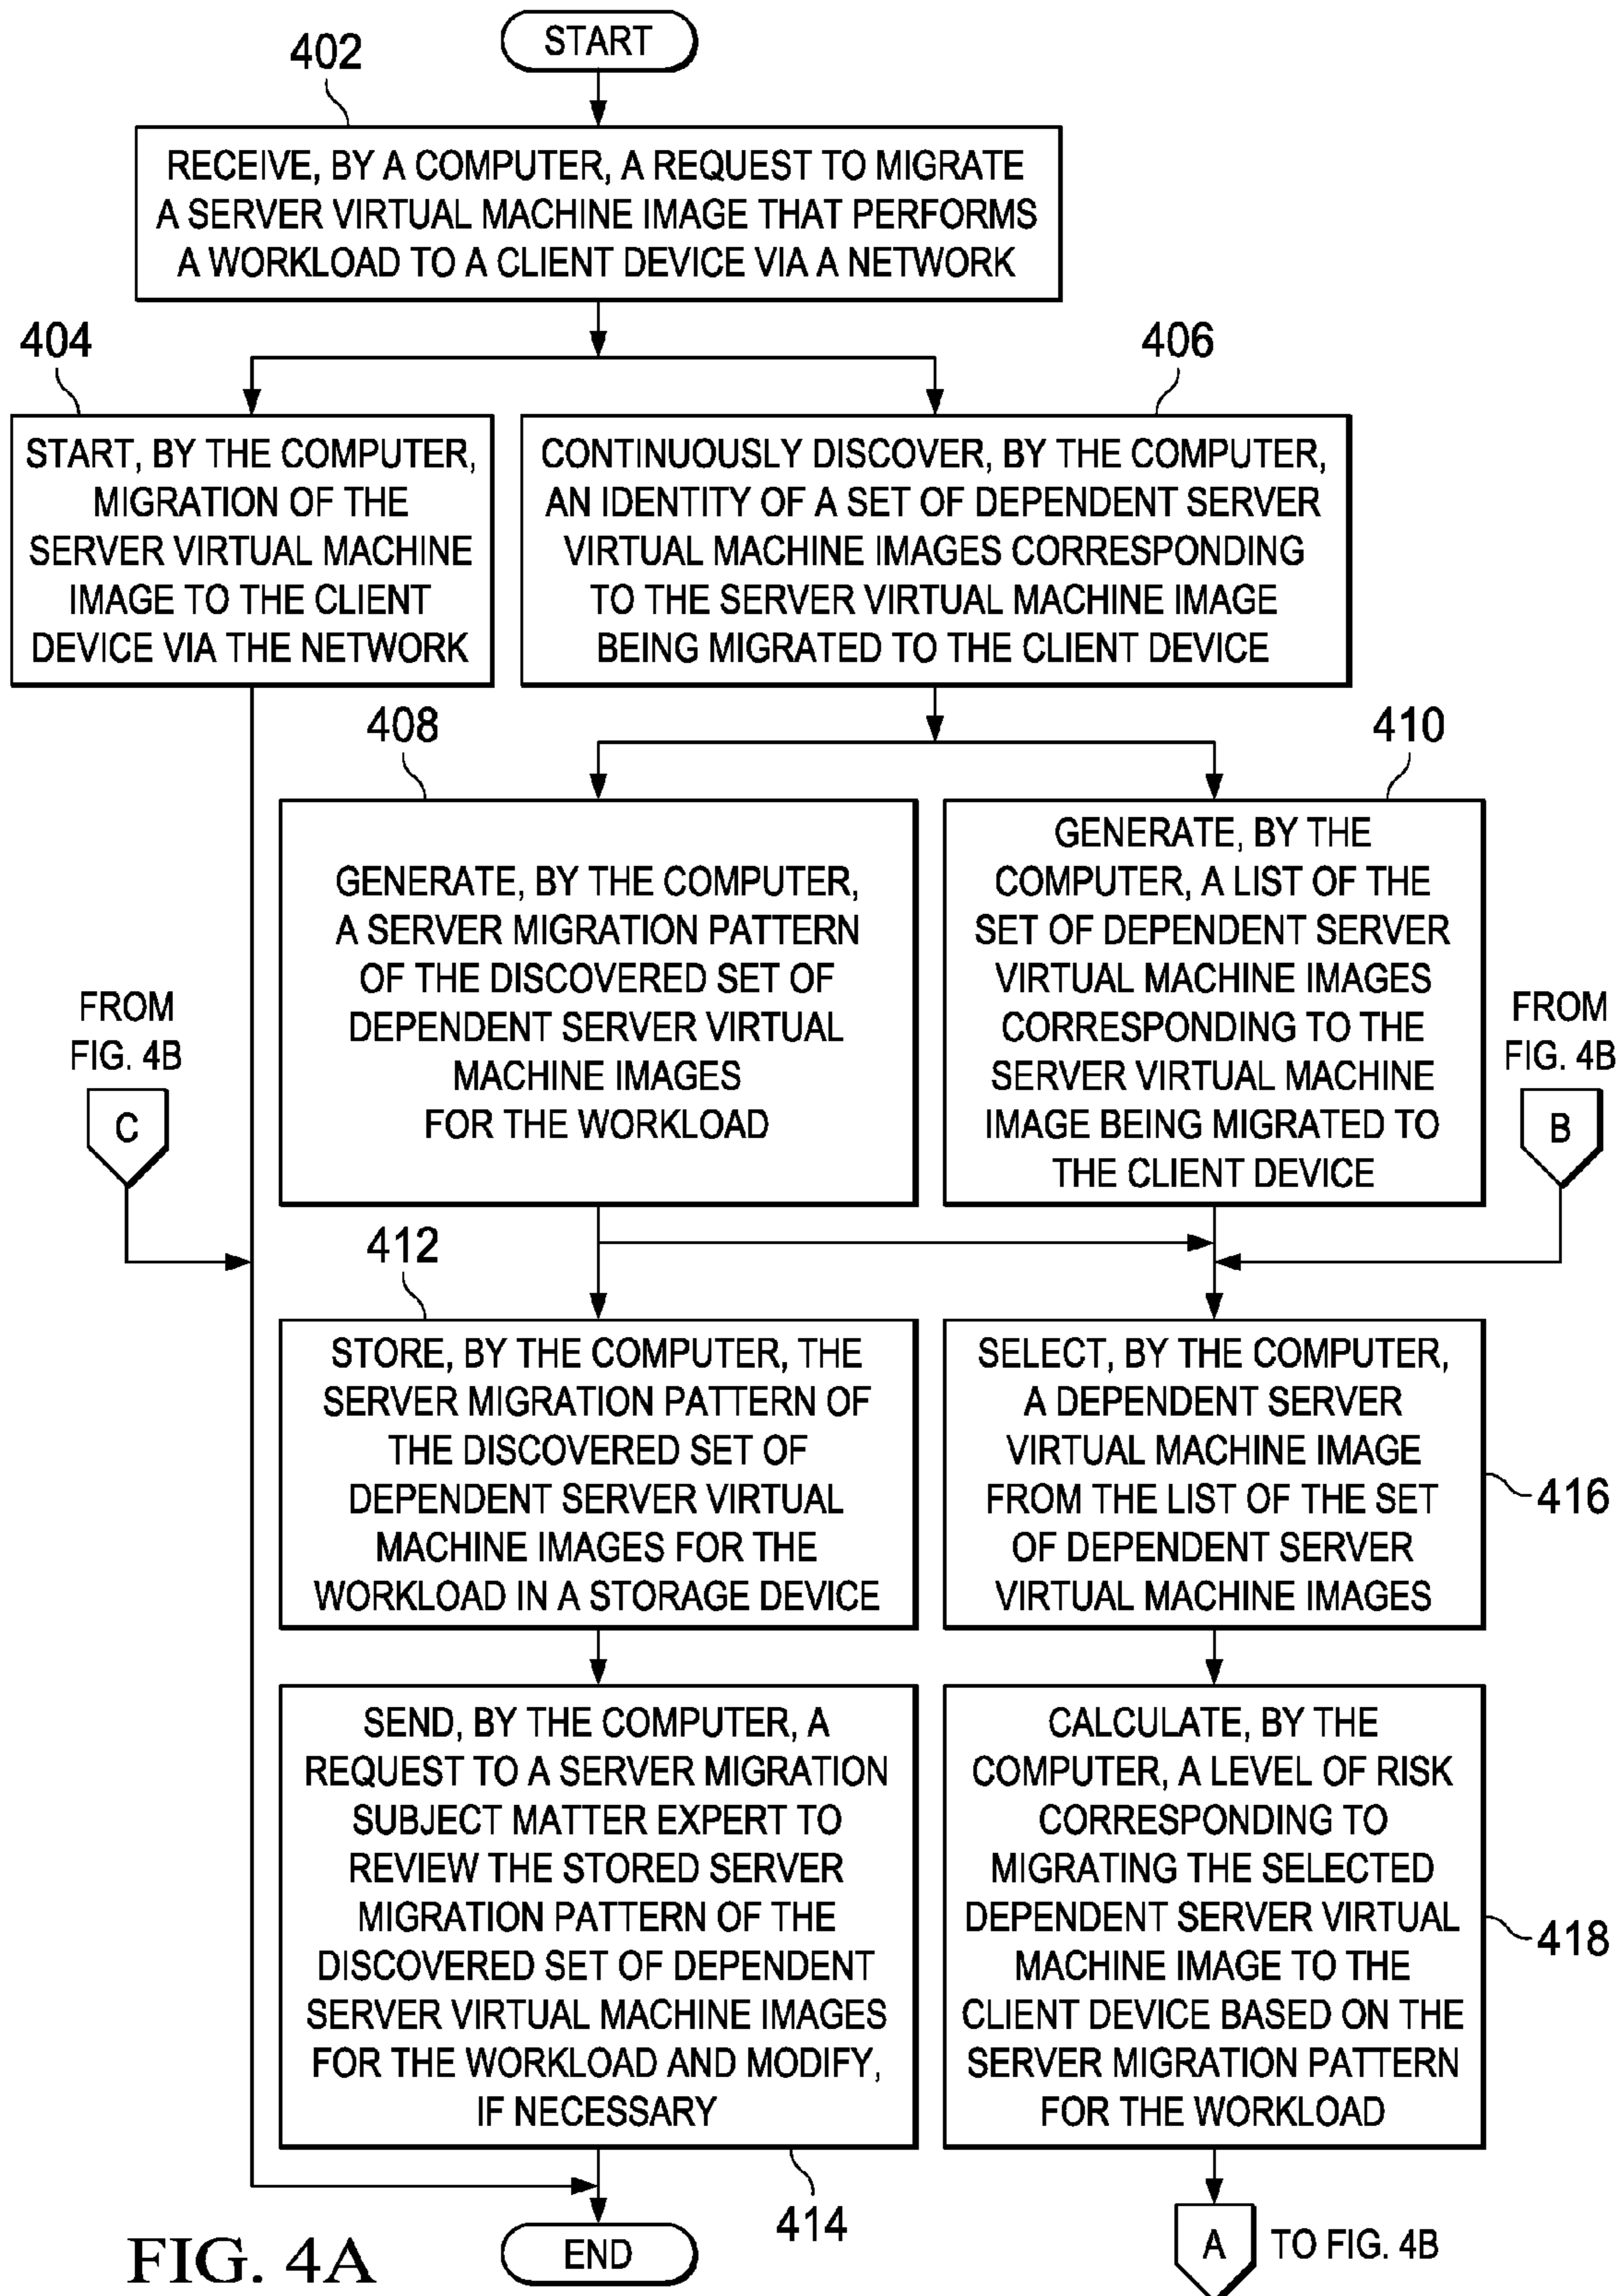 START
402
RECEIVE, BY A COMPUTER, A REQUEST TO MIGRATE
A SERVER VIRTUAL MACHINE IMAGE THAT PERFORMS
A WORKLOAD TO A CLIENT DEVICE VIA A NETWORK
404
START, BY THE COMPUTER,
MIGRATION OF THE
SERVER VIRTUAL MACHINE
IMAGE TO THE CLIENT
DEVICE VIA THE NETWORK
406
CONTINUOUSLY DISCOVER, BY THE COMPUTER,
AN IDENTITY OF A SET OF DEPENDENT SERVER
VIRTUAL MACHINE IMAGES CORRESPONDING
TO THE SERVER VIRTUAL MACHINE IMAGE
BEING MIGRATED TO THE CLIENT DEVICE
408
GENERATE, BY THE COMPUTER,
A SERVER MIGRATION PATTERN
OF THE DISCOVERED SET OF
DEPENDENT SERVER VIRTUAL
MACHINE IMAGES
FOR THE WORKLOAD
410
GENERATE, BY THE
COMPUTER, A LIST OF THE
SET OF DEPENDENT SERVER
VIRTUAL MACHINE IMAGES
CORRESPONDING TO THE
SERVER VIRTUAL MACHINE
IMAGE BEING MIGRATED TO
THE CLIENT DEVICE
FROM
FIG. 4B
C
FROM
FIG. 4B
B
412
STORE, BY THE COMPUTER, THE
SERVER MIGRATION PATTERN OF
THE DISCOVERED SET OF
DEPENDENT SERVER VIRTUAL
MACHINE IMAGES FOR THE
WORKLOAD IN A STORAGE DEVICE
SELECT, BY THE COMPUTER,
A DEPENDENT SERVER
VIRTUAL MACHINE IMAGE
FROM THE LIST OF THE SET
OF DEPENDENT SERVER
VIRTUAL MACHINE IMAGES
416
SEND, BY THE COMPUTER, A
REQUEST TO A SERVER MIGRATION
SUBJECT MATTER EXPERT TO
REVIEW THE STORED SERVER
MIGRATION PATTERN OF THE
DISCOVERED SET OF DEPENDENT
SERVER VIRTUAL MACHINE IMAGES
FOR THE WORKLOAD AND MODIFY,
IF NECESSARY
414
CALCULATE, BY THE
COMPUTER, A LEVEL OF RISK
CORRESPONDING TO
MIGRATING THE SELECTED
DEPENDENT SERVER VIRTUAL
MACHINE IMAGE TO THE
CLIENT DEVICE BASED ON THE
SERVER MIGRATION PATTERN
FOR THE WORKLOAD
418
END
A
TO FIG. 4B
FIG. 4A